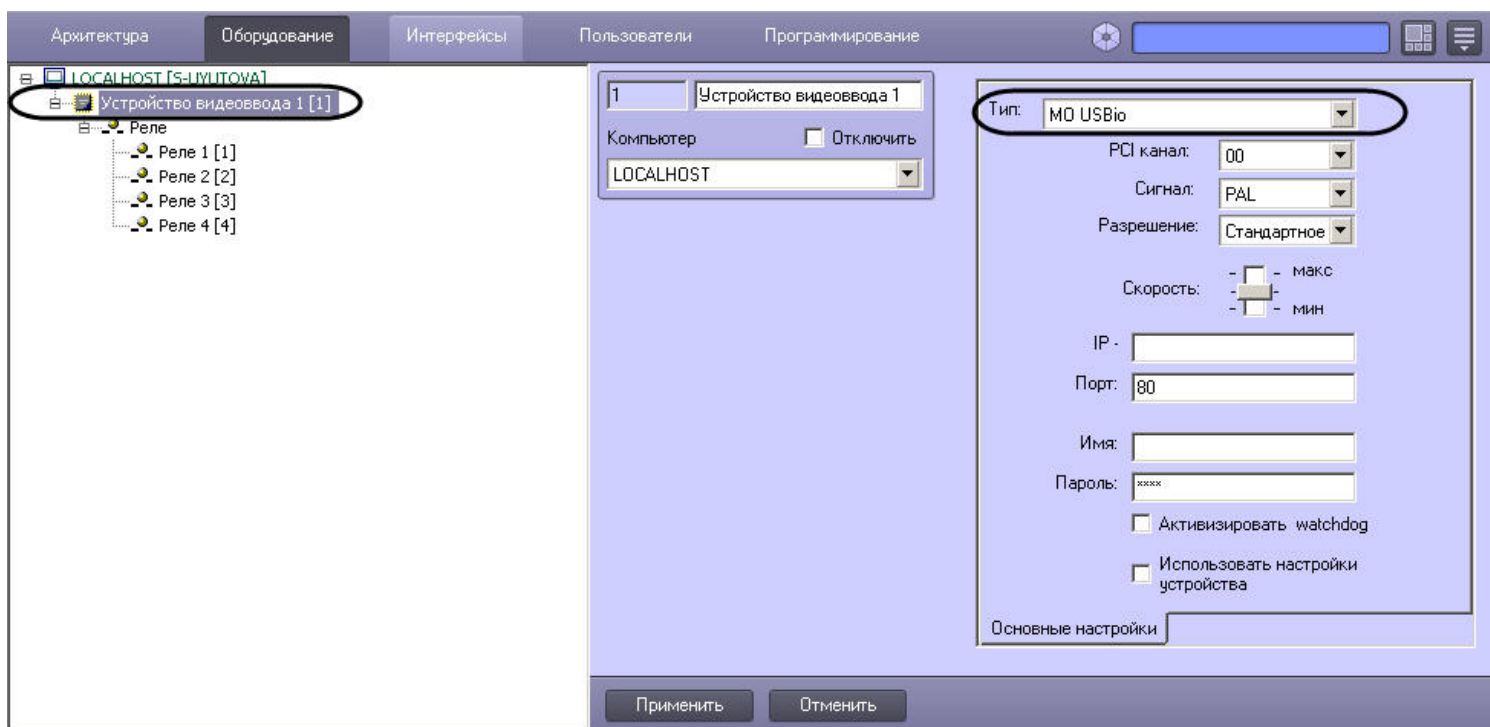 Архитектура Оборудование Интерфейсы Пользователи Программирование
LOCALHOST [S-UYUTOVA]
Устройство видеоввода 1 [1]
Реле
Реле 1 [1]
Реле 2 [2]
Реле 3 [3]
Реле 4 [4]
1 Устройство видеоввода 1
Компьютер Отключить
LOCALHOST
Тип: MO USBio
PCI канал: 00
Сигнал: PAL
Разрешение: Стандартное
- - макс
Скорость: - -
- - мин
IP -
Порт: 80
Имя:
Пароль: ××××
Активизировать watchdog
Использовать настройки
устройства
Основные настройки
Применить Отменить